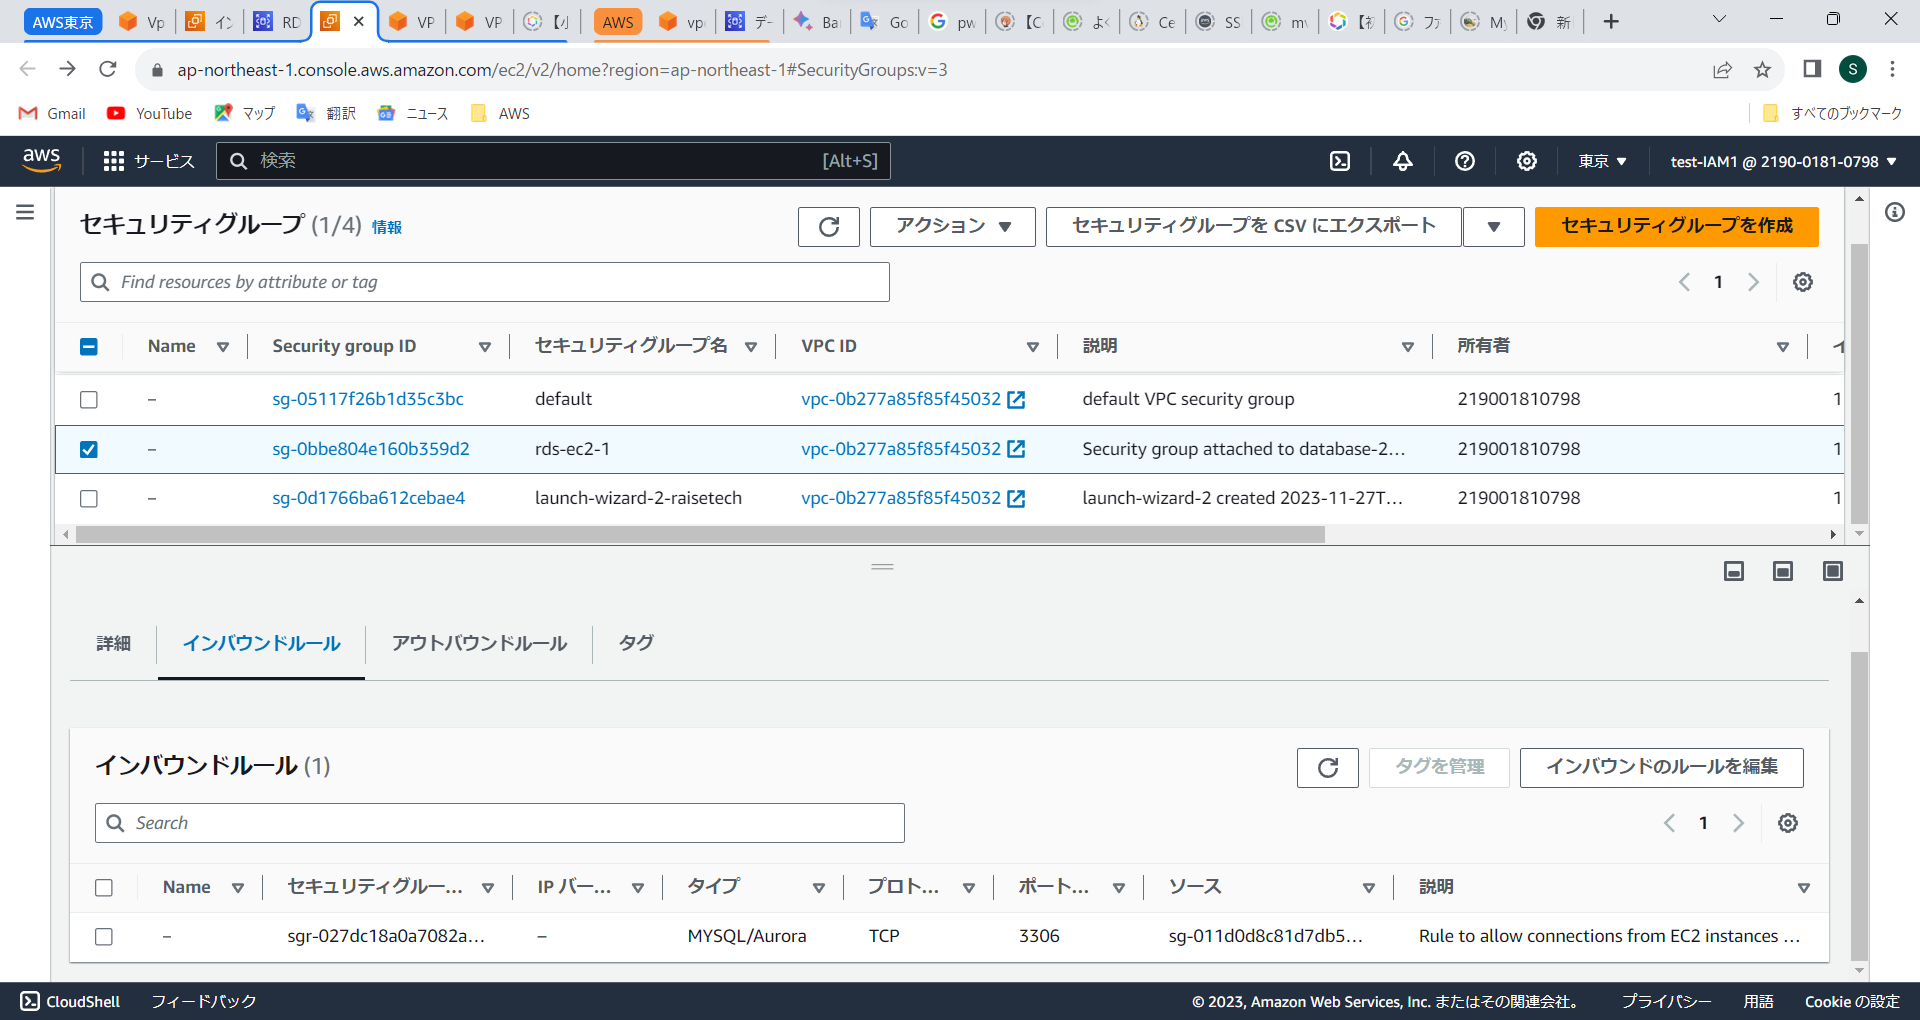 AWS東京 Vp イン RD VP VP 【ハ AWS vp デー Ba Go pw 【C よく Ce SS my 【初 ファ My 新
ap-northeast-1.console.aws.amazon.com/ec2/v2/home?region=ap-northeast-1#SecurityGroups:v=3 S
Gmail YouTube マップ 翻訳 ニュース AWS すべてのブックマーク
aws サービス 検索 [Alt+S] 東京 ▼ test-IAM1 @ 2190-0181-0798 ▼
セキュリティグループ (1/4) 情報 アクション ▼ セキュリティグループを CSV にエクスポート ▼ セキュリティグループを作成
Find resources by attribute or tag 1
Name Security group ID セキュリティグループ名 VPC ID 説明 所有者
– sg-05117f26b1d35c3bc default vpc-0b277a85f85f45032 default VPC security group 219001810798 1
– sg-0bbe804e160b359d2 rds-ec2-1 vpc-0b277a85f85f45032 Security group attached to database-2... 219001810798 1
– sg-0d1766ba612cebae4 launch-wizard-2-raisetech vpc-0b277a85f85f45032 launch-wizard-2 created 2023-11-27T... 219001810798 1
詳細 インバウンドルール アウトバウンドルール タグ
インバウンドルール (1) タグを管理 インバウンドのルールを編集
Search 1
Name セキュリティグルー... IP バー... タイプ プロト... ポート... ソース 説明
– sgr-027dc18a0a7082a... – MYSQL/Aurora TCP 3306 sg-011d0d8c81d7db5... Rule to allow connections from EC2 instances ...
CloudShell フィードバック © 2023, Amazon Web Services, Inc. またはその関連会社。 プライバシー 用語 Cookie の設定